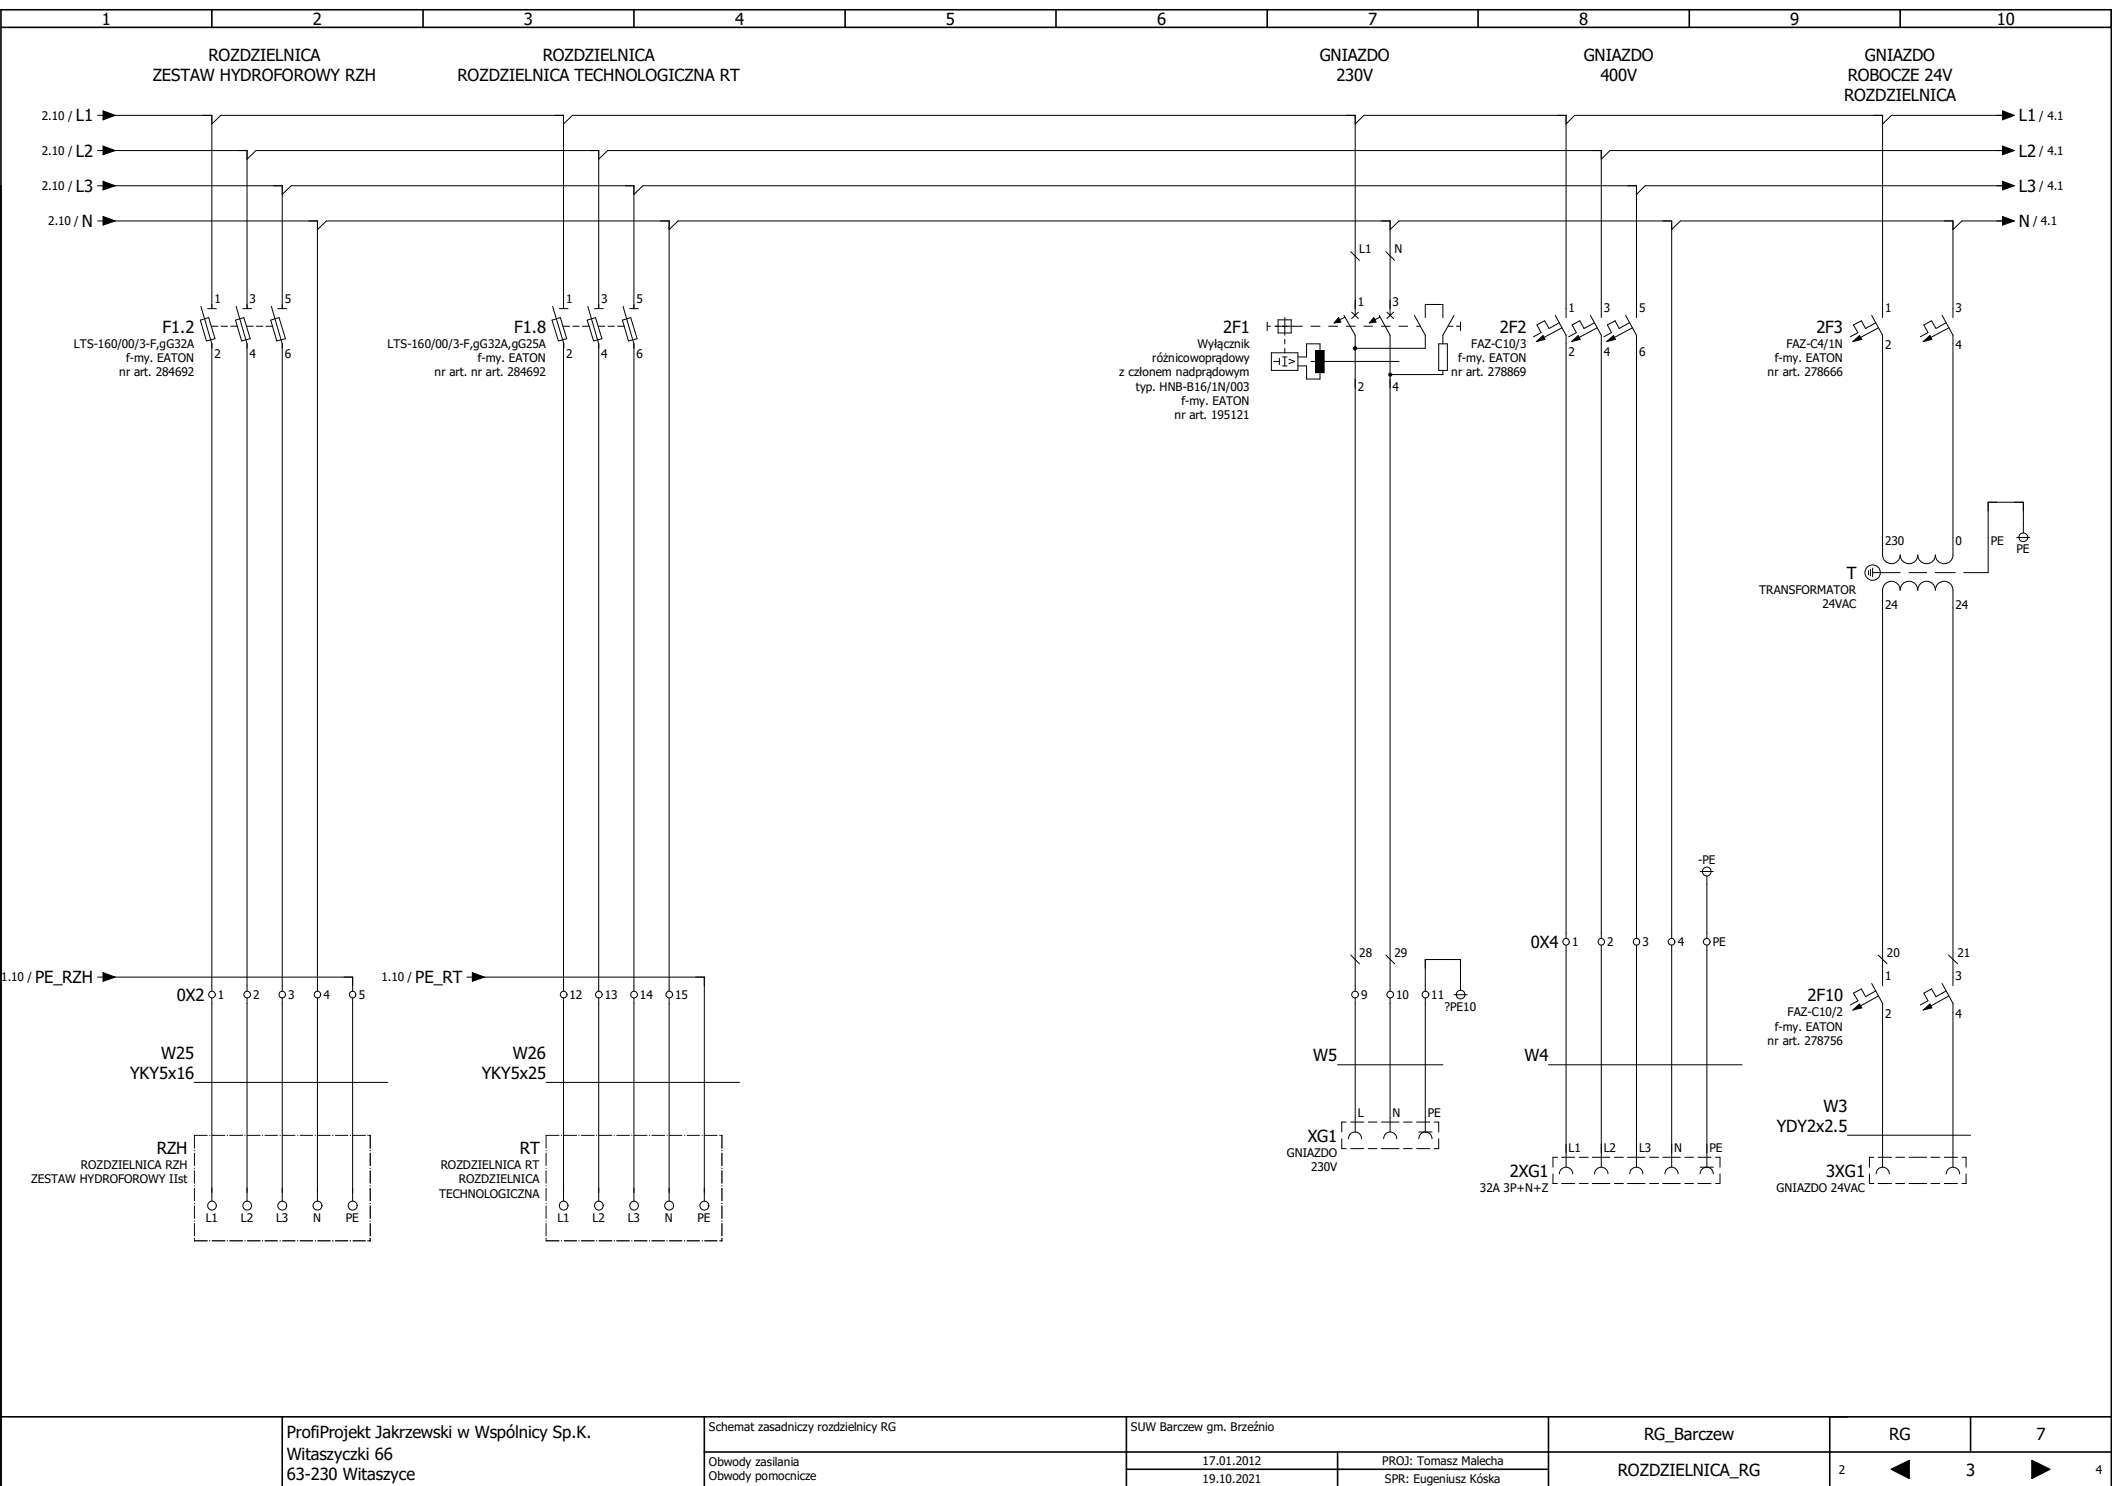 1 2 3 4 5 6 7 8 9 10
ROZDZIELNICA
ZESTAW HYDROFOROWY RZH
ROZDZIELNICA
ROZDZIELNICA TECHNOLOGICZNA RT
GNIAZDO
230V
GNIAZDO
400V
GNIAZDO
ROBOCZE 24V
ROZDZIELNICA
2.10 / L1
L1 / 4.1
2.10 / L2
L2 / 4.1
2.10 / L3
L3 / 4.1
2.10 / N
N / 4.1
L1 N
1 3 5
F1.2
LTS-160/00/3-F,gG32A
f-my. EATON
nr art. 284692
2 4 6
1 3 5
F1.8
LTS-160/00/3-F,gG32A,gG25A
f-my. EATON
nr art. nr art. 284692
2 4 6
1 3
2F1
Wyłącznik
różnicowoprądowy
z członem nadprądowym
typ. HNB-B16/1N/003
f-my. EATON
nr art. 195121
I>
2 4
1 3 5
2F2
FAZ-C10/3
f-my. EATON
nr art. 278869
2 4 6
1 3
2F3
FAZ-C4/1N
f-my. EATON
nr art. 278666
2 4
230 0 PE PE
T
TRANSFORMATOR
24VAC
24 24
-PE
0X4 1 2 3 4 PE
28 29
20 21
1.10 / PE_RZH
1.10 / PE_RT
0X2 1 2 3 4 5
12 13 14 15
9 10 11
?PE10
1 3
2F10
FAZ-C10/2
f-my. EATON
nr art. 278756
2 4
W25
YKY5x16
W26
YKY5x25
W5
W4
W3
YDY2x2.5
RZH
ROZDZIELNICA RZH
ZESTAW HYDROFOROWY IIst
L1 L2 L3 N PE
RT
ROZDZIELNICA RT
ROZDZIELNICA
TECHNOLOGICZNA
L1 L2 L3 N PE
L N PE
XG1
GNIAZDO
230V
L1 L2 L3 N PE
2XG1
32A 3P+N+Z
3XG1
GNIAZDO 24VAC
ProfiProjekt Jakrzewski w Wspólnicy Sp.K.
Witaszyczki 66
63-230 Witaszyce
Schemat zasadniczy rozdzielnicy RG
Obwody zasilania
Obwody pomocnicze
SUW Barczew gm. Brzeźnio
17.01.2012
PROJ: Tomasz Malecha
19.10.2021
SPR: Eugeniusz Kóska
RG_Barczew
ROZDZIELNICA_RG
RG
7
2 3 4